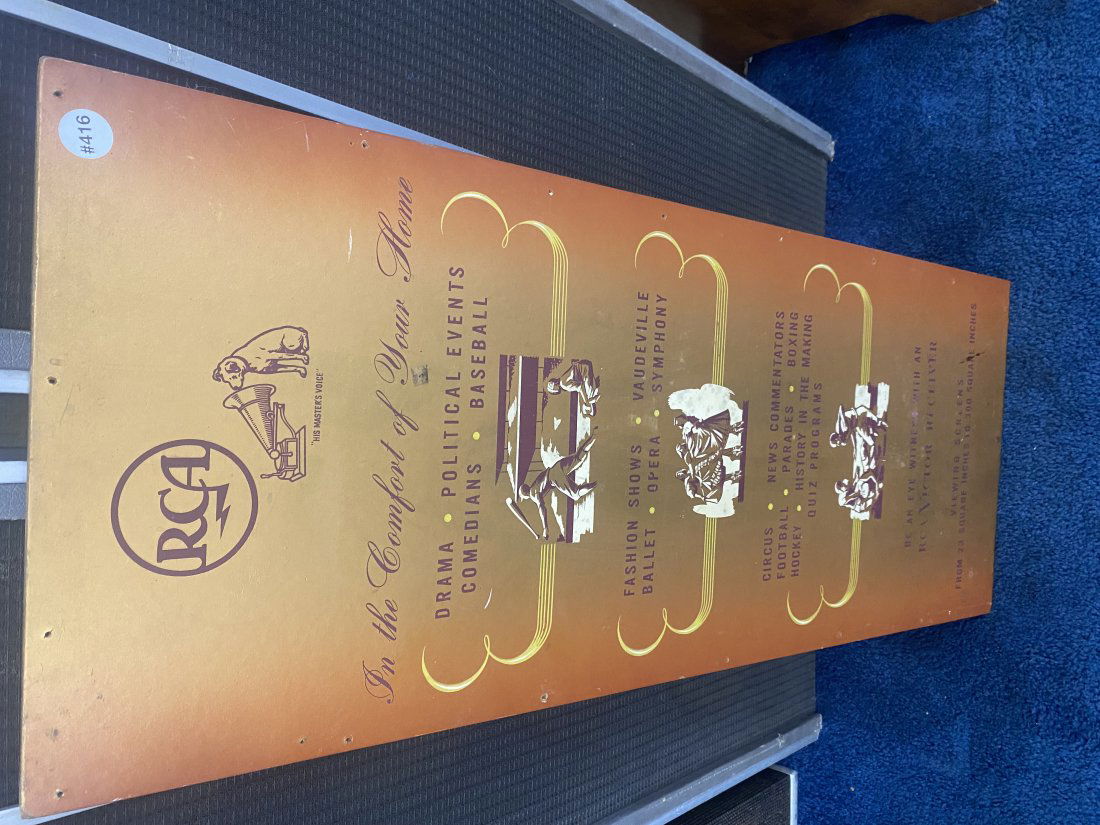 #416
RCA
"HIS MASTER'S VOICE"
In the Comfort of Your Home
DRAMA • POLITICAL EVENTS
COMEDIANS • BASEBALL
FASHION SHOWS • VAUDEVILLE
BALLET • OPERA • SYMPHONY
CIRCUS • NEWS COMMENTATORS
FOOTBALL • PARADES • BOXING
HOCKEY • HISTORY IN THE MAKING
QUIZ PROGRAMS
BE AN EYE WITNESS WITH AN
RCA VICTOR RECEIVER
VIEWING SCREENS
FROM 23 SQUARE INCHES TO 300 SQUARE INCHES